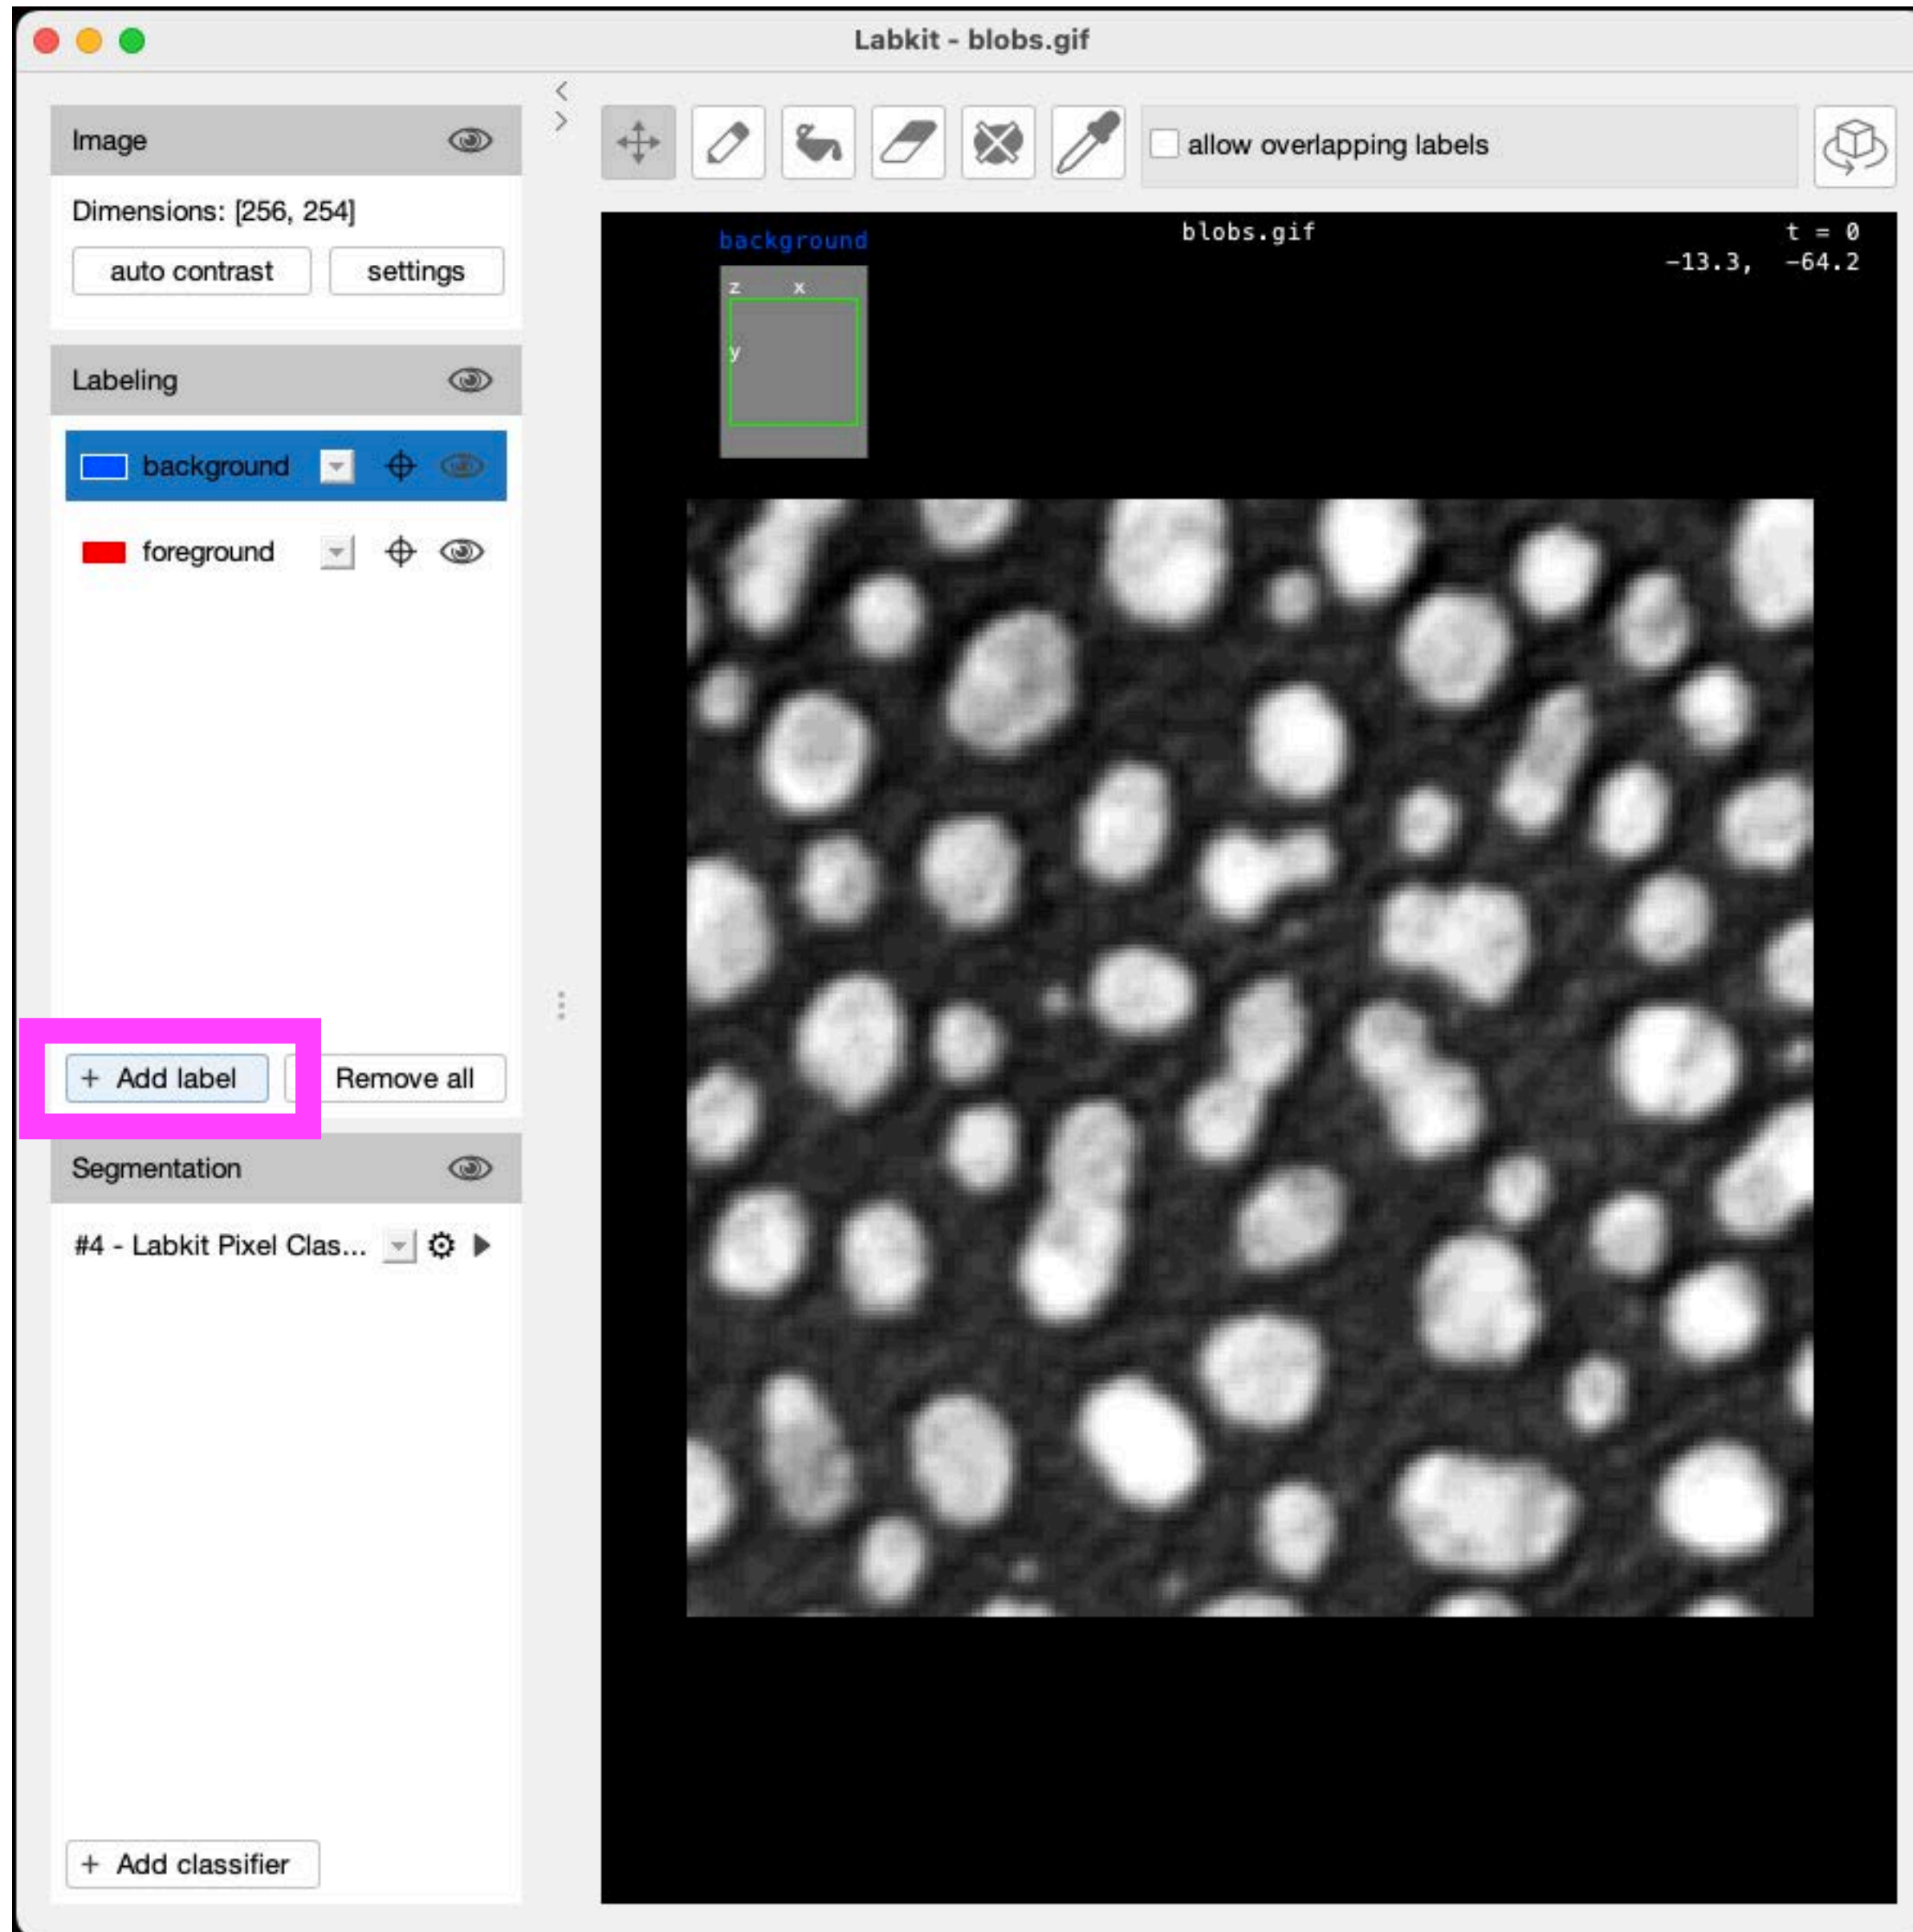 Labkit - blobs.gif
Image
Dimensions: [256, 254]
auto contrast settings
Labeling
background
foreground
+ Add label Remove all
Segmentation
#4 - Labkit Pixel Clas...
+ Add classifier
allow overlapping labels
background blobs.gif t = 0
-13.3, -64.2
z x
y